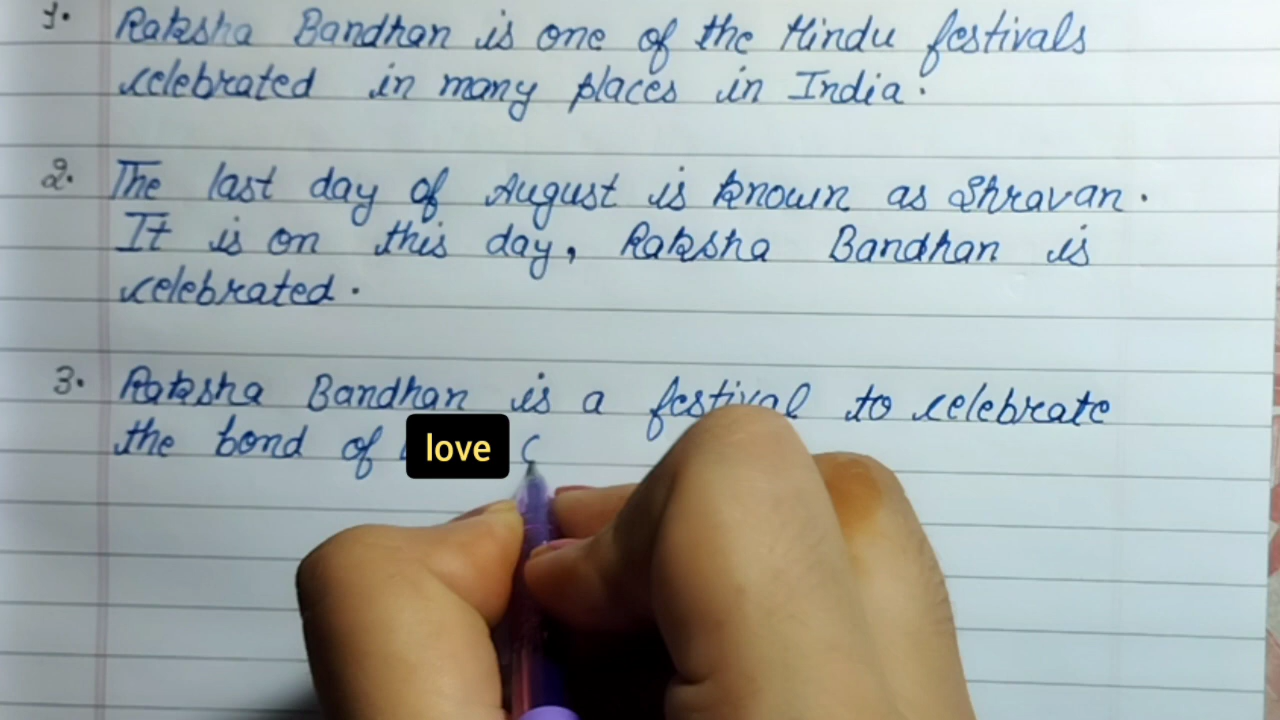 1. Raksha Bandhan is one of the Hindu festivals
celebrated in many places in India.
2. The last day of August is known as Shravan.
It is on this day, Raksha Bandhan is
celebrated.
3. Raksha Bandhan is a festival to celebrate
the bond of love